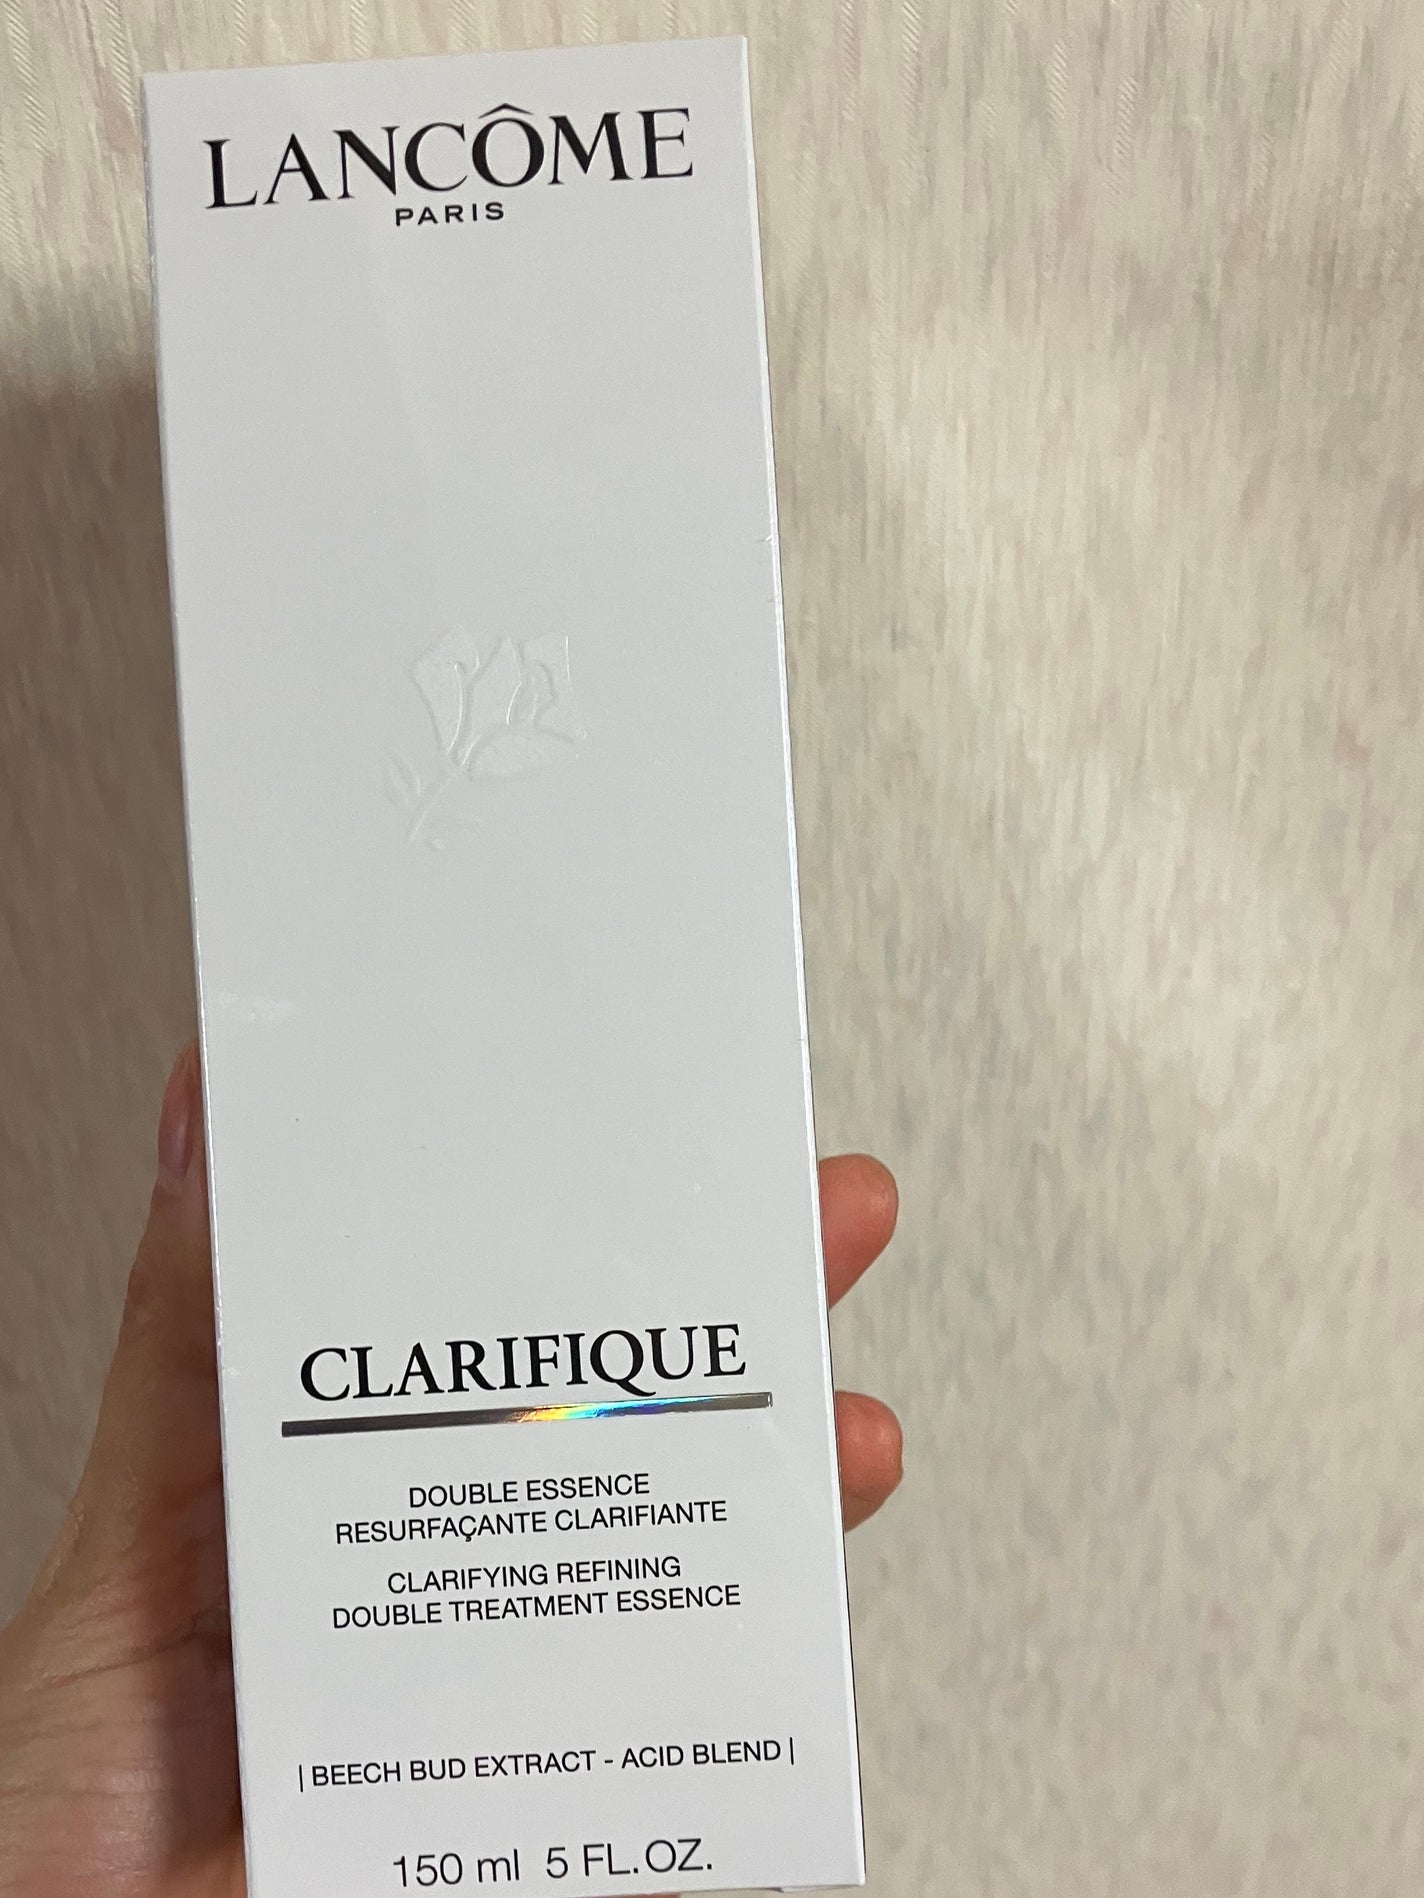 LANCÔME
PARIS
CLARIFIQUE
DOUBLE ESSENCE
RESURFAÇANTE CLARIFIANTE
CLARIFYING REFINING
DOUBLE TREATMENT ESSENCE
| BEECH BUD EXTRACT - ACID BLEND |
150 ml 5 FL.OZ.